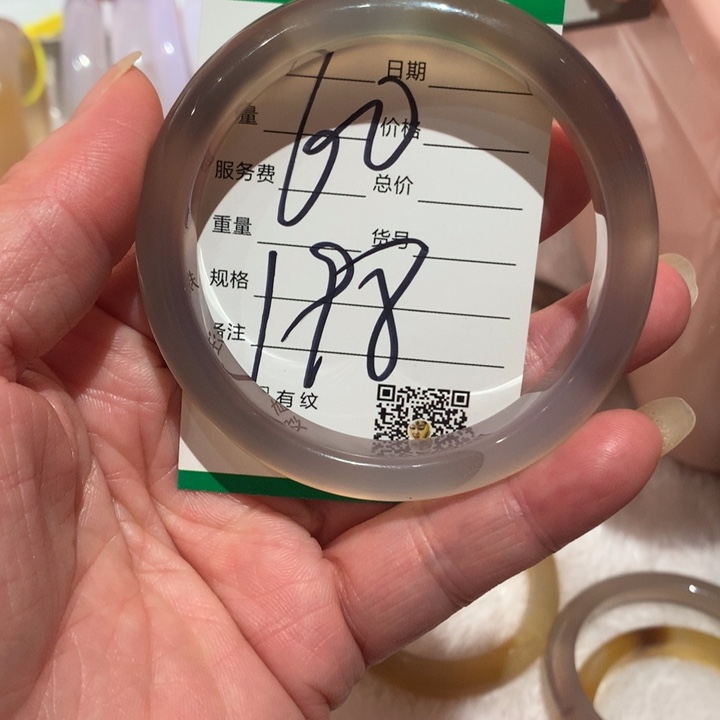 日期
60
量 价格
服务费 总价
重量 货号
规格
198
备注
有纹